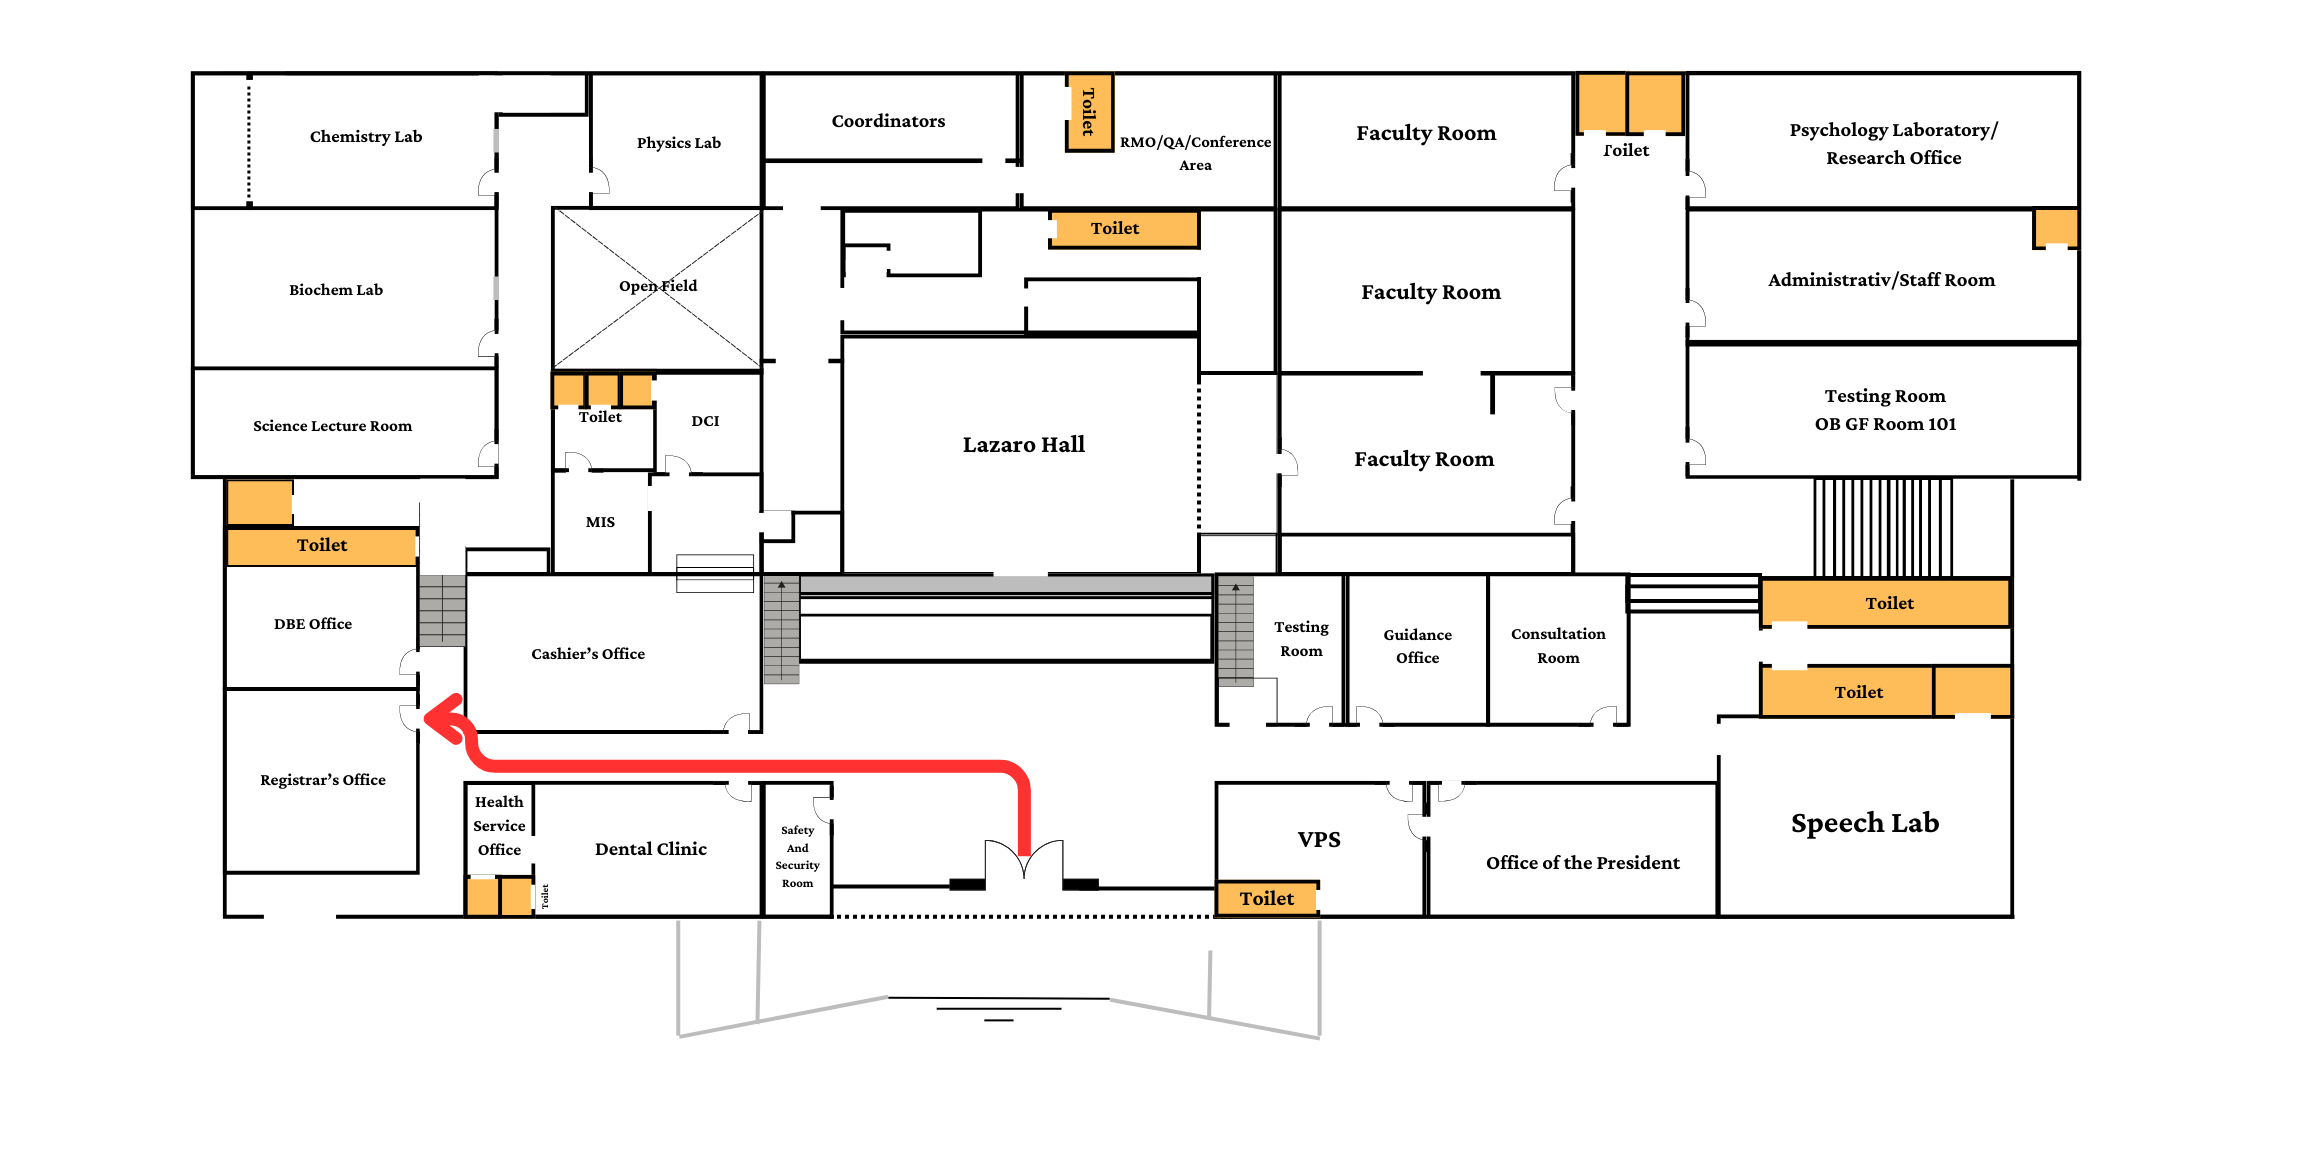 Chemistry Lab
Physics Lab
Coordinators
Toilet
RMO/QA/Conference
Area
Faculty Room
Toilet
Psychology Laboratory/
Research Office
Biochem Lab
Open Field
Toilet
Faculty Room
Administrativ/Staff Room
Science Lecture Room
Toilet
DCI
Lazaro Hall
Faculty Room
Testing Room
OB GF Room 101
MIS
Toilet
DBE Office
Cashier's Office
Testing
Room
Guidance
Office
Consultation
Room
Toilet
Toilet
Registrar's Office
Health
Service
Office
Toilet
Dental Clinic
Safety
And
Security
Room
VPS
Toilet
Office of the President
Speech Lab